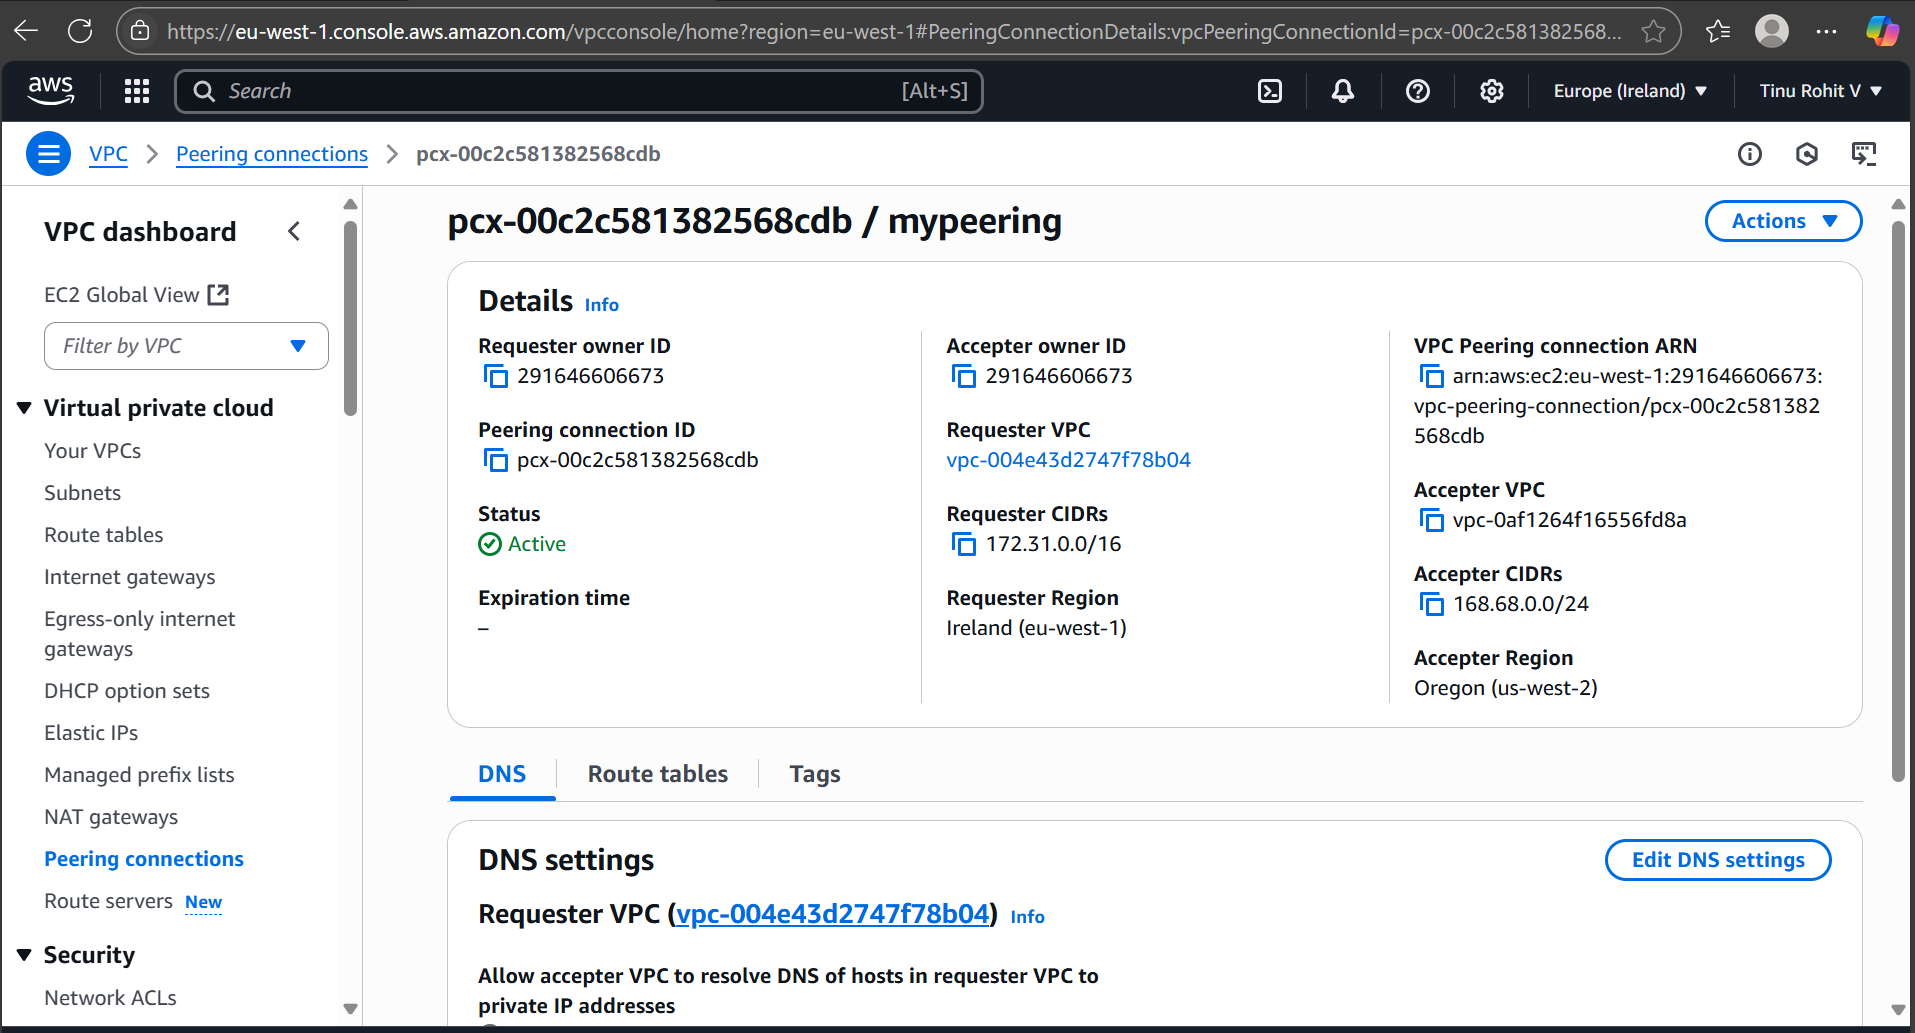 https://eu-west-1.console.aws.amazon.com/vpcconsole/home?region=eu-west-1#PeeringConnectionDetails:vpcPeeringConnectionId=pcx-00c2c581382568...
aws
Search [Alt+S]
Europe (Ireland)
Tinu Rohit V
VPC
Peering connections
pcx-00c2c581382568cdb
VPC dashboard
EC2 Global View
Filter by VPC
Virtual private cloud
Your VPCs
Subnets
Route tables
Internet gateways
Egress-only internet
gateways
DHCP option sets
Elastic IPs
Managed prefix lists
NAT gateways
Peering connections
Route servers New
Security
Network ACLs
pcx-00c2c581382568cdb / mypeering
Actions
Details Info
Requester owner ID
291646606673
Peering connection ID
pcx-00c2c581382568cdb
Status
Active
Expiration time
–
Accepter owner ID
291646606673
Requester VPC
vpc-004e43d2747f78b04
Requester CIDRs
172.31.0.0/16
Requester Region
Ireland (eu-west-1)
VPC Peering connection ARN
arn:aws:ec2:eu-west-1:291646606673:
vpc-peering-connection/pcx-00c2c581382
568cdb
Accepter VPC
vpc-0af1264f16556fd8a
Accepter CIDRs
168.68.0.0/24
Accepter Region
Oregon (us-west-2)
DNS
Route tables
Tags
DNS settings
Edit DNS settings
Requester VPC (vpc-004e43d2747f78b04) Info
Allow accepter VPC to resolve DNS of hosts in requester VPC to
private IP addresses